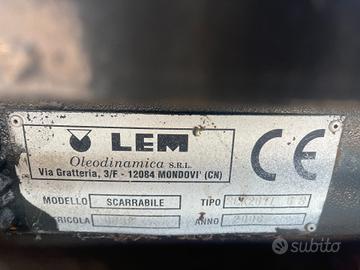 LEM
Oleodinamica S.R.L.
Via Gratteria, 3/F - 12084 MONDOVI' (CN)
CE
MODELLO SCARRABILE TIPO
ANNO
subito